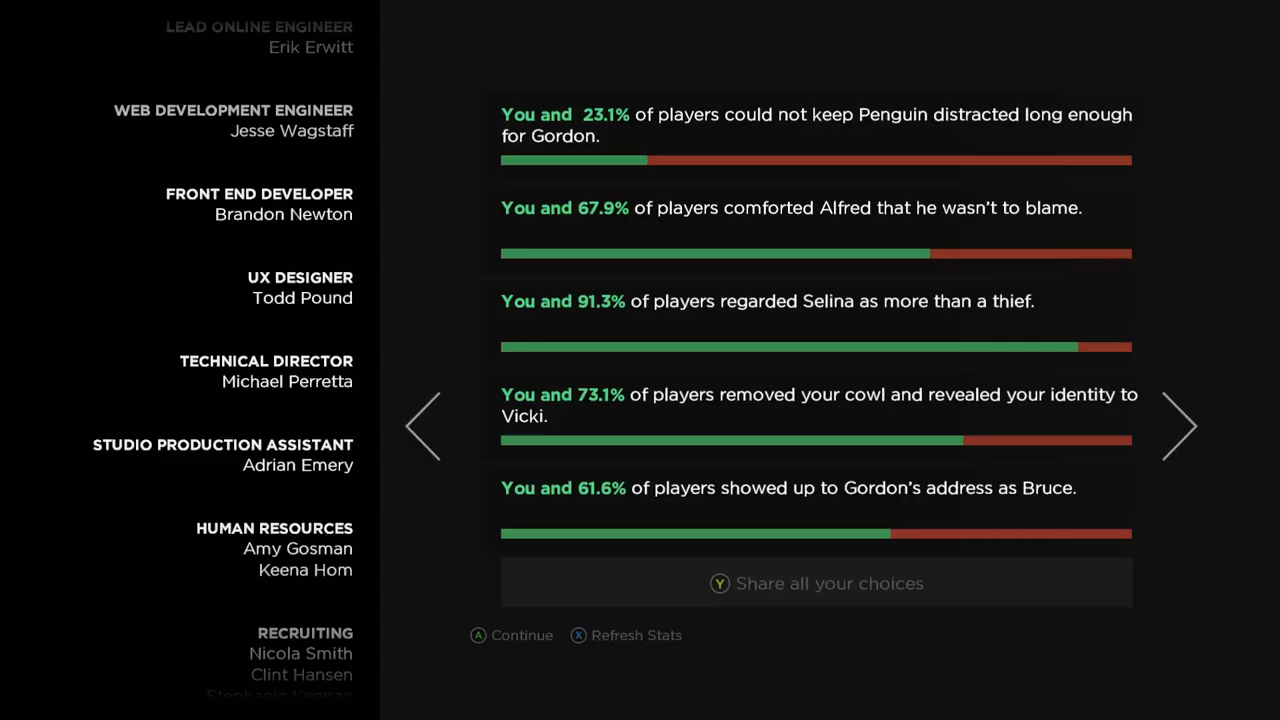 LEAD ONLINE ENGINEER
Erik Erwitt
WEB DEVELOPMENT ENGINEER
Jesse Wagstaff
FRONT END DEVELOPER
Brandon Newton
UX DESIGNER
Todd Pound
TECHNICAL DIRECTOR
Michael Perretta
STUDIO PRODUCTION ASSISTANT
Adrian Emery
HUMAN RESOURCES
Amy Gosman
Keena Hom
RECRUITING
Nicola Smith
Clint Hansen
Stephanie Keegan
You and 23.1% of players could not keep Penguin distracted long enough
for Gordon.
You and 67.9% of players comforted Alfred that he wasn't to blame.
You and 91.3% of players regarded Selina as more than a thief.
You and 73.1% of players removed your cowl and revealed your identity to
Vicki.
You and 61.6% of players showed up to Gordon's address as Bruce.
Y Share all your choices
A Continue X Refresh Stats